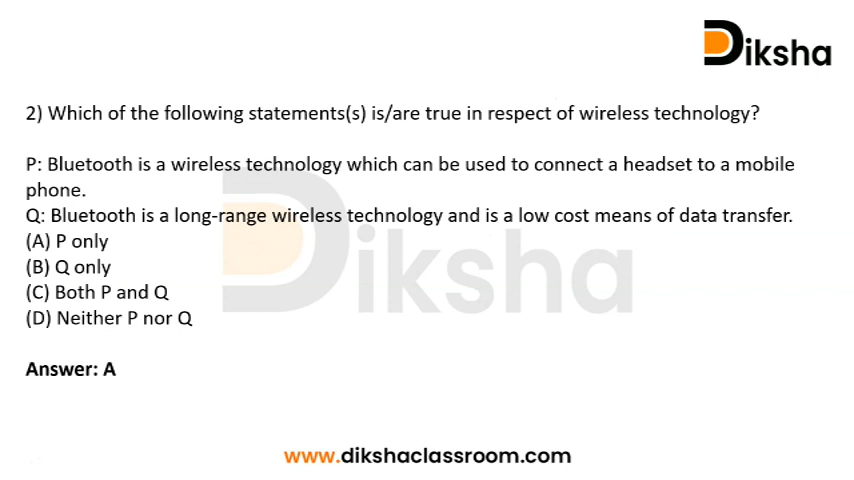 Diksha
2) Which of the following statements(s) is/are true in respect of wireless technology?
P: Bluetooth is a wireless technology which can be used to connect a headset to a mobile
phone.
Q: Bluetooth is a long-range wireless technology and is a low cost means of data transfer.
(A) P only
(B) Q only
(C) Both P and Q
(D) Neither P nor Q
Diksha
Answer: A
www.dikshaclassroom.com